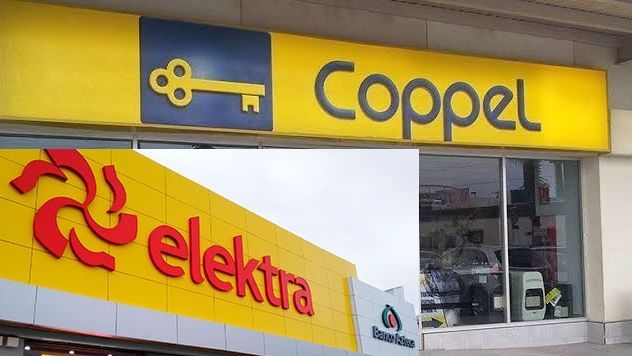 Coppel
elektra
Banco Azteca